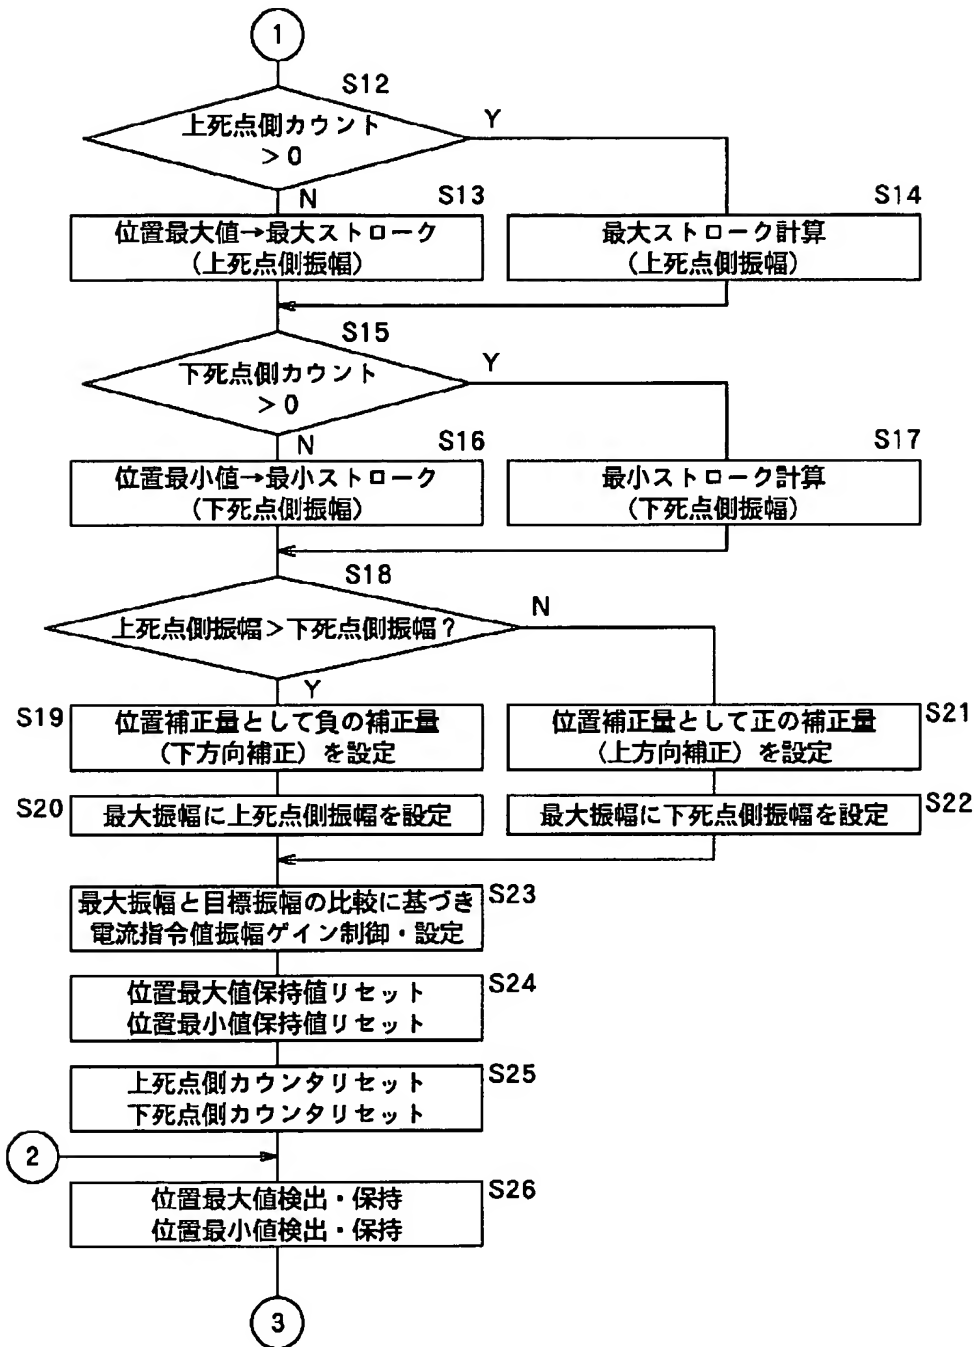 1
S12
上死点側カウント
＞0
Y
N
S13
位置最大値→最大ストローク
(上死点側振幅)
S14
最大ストローク計算
(上死点側振幅)
S15
下死点側カウント
＞0
Y
N
S16
位置最小値→最小ストローク
(下死点側振幅)
S17
最小ストローク計算
(下死点側振幅)
S18
上死点側振幅＞下死点側振幅？
N
Y
S19
位置補正量として負の補正量
(下方向補正) を設定
S21
位置補正量として正の補正量
(上方向補正) を設定
S20
最大振幅に上死点側振幅を設定
S22
最大振幅に下死点側振幅を設定
S23
最大振幅と目標振幅の比較に基づき
電流指令値振幅ゲイン制御・設定
S24
位置最大値保持値リセット
位置最小値保持値リセット
S25
上死点側カウンタリセット
下死点側カウンタリセット
2
S26
位置最大値検出・保持
位置最小値検出・保持
3